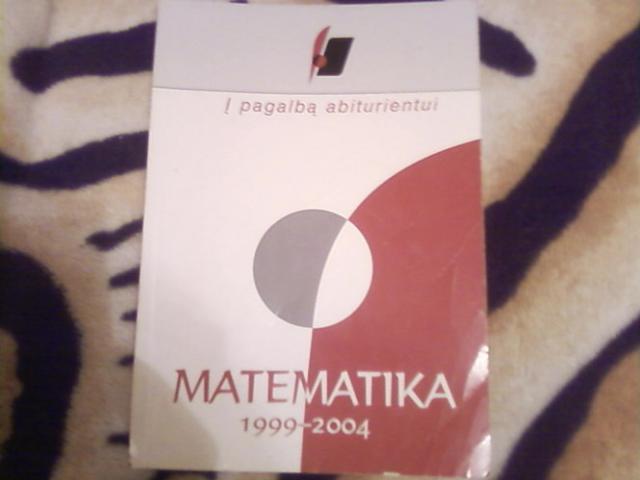 Į pagalbą abiturientui
MATEMATIKA
1999-2004